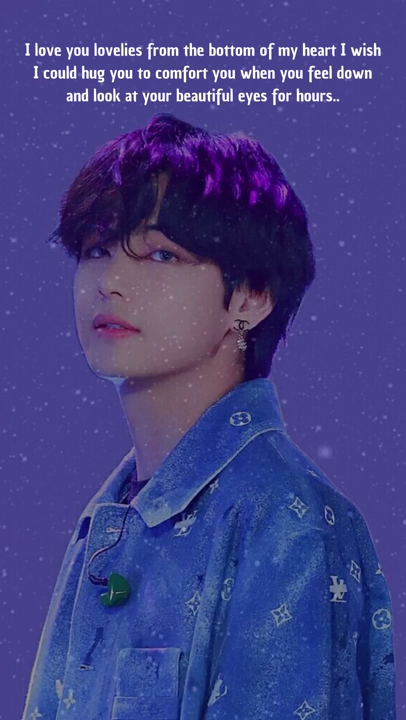 I love you lovelies from the bottom of my heart I wish
I could hug you to comfort you when you feel down
and look at your beautiful eyes for hours..